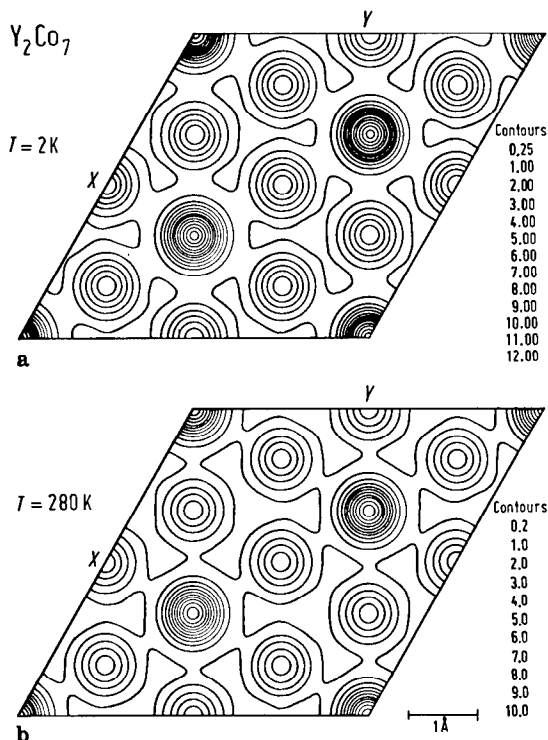 Y₂Co₇
Y
T = 2K
X
Contours
0,25
1.00
2.00
3.00
4.00
5.00
6.00
7.00
8.00
9.00
10.00
11.00
12.00
a
Y
T = 280 K
X
Contours
0.2
1.0
2.0
3.0
4.0
5.0
6.0
7.0
8.0
9.0
10.0
1Å
b